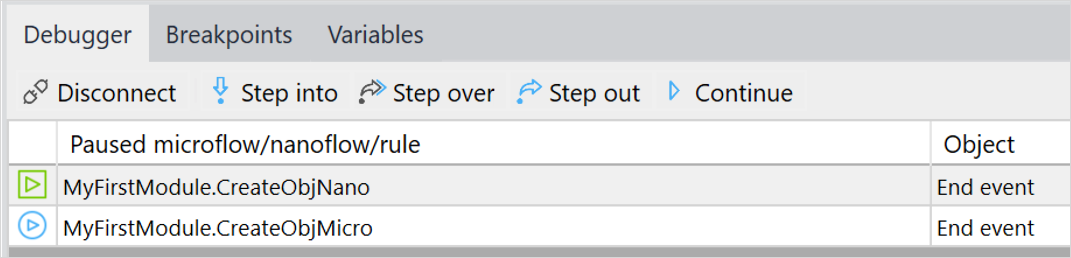 Debugger Breakpoints Variables
Disconnect Step into Step over Step out Continue
Paused microflow/nanoflow/rule Object
MyFirstModule.CreateObjNano End event
MyFirstModule.CreateObjMicro End event